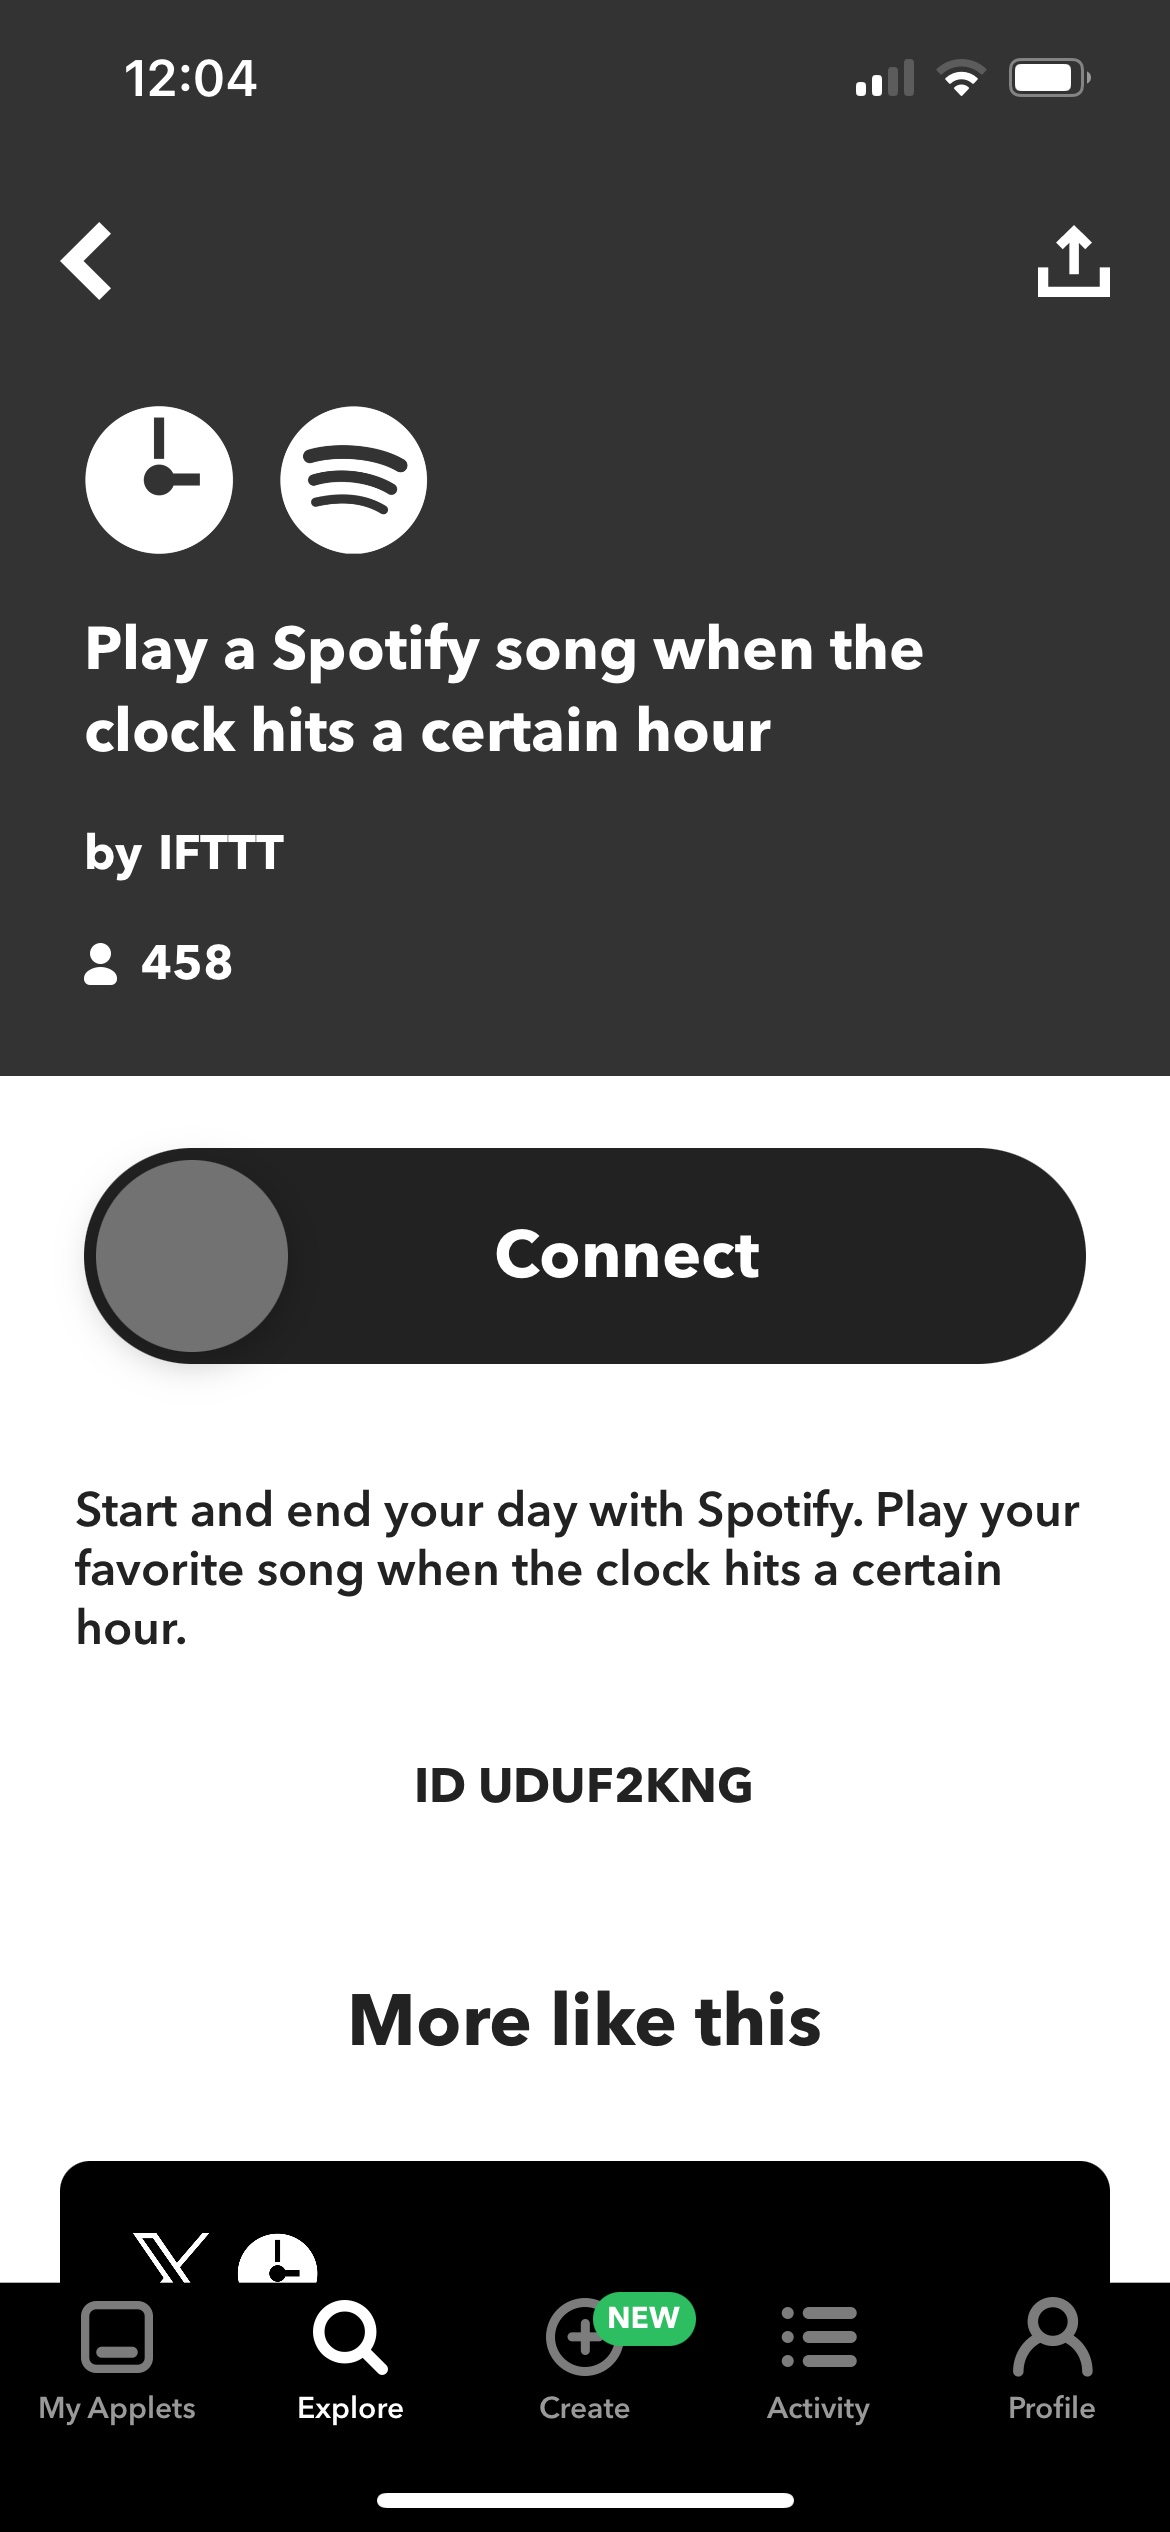 12:04
Play a Spotify song when the
clock hits a certain hour
by IFTTT
458
Connect
Start and end your day with Spotify. Play your
favorite song when the clock hits a certain
hour.
ID UDUF2KNG
More like this
NEW
My Applets
Explore
Create
Activity
Profile